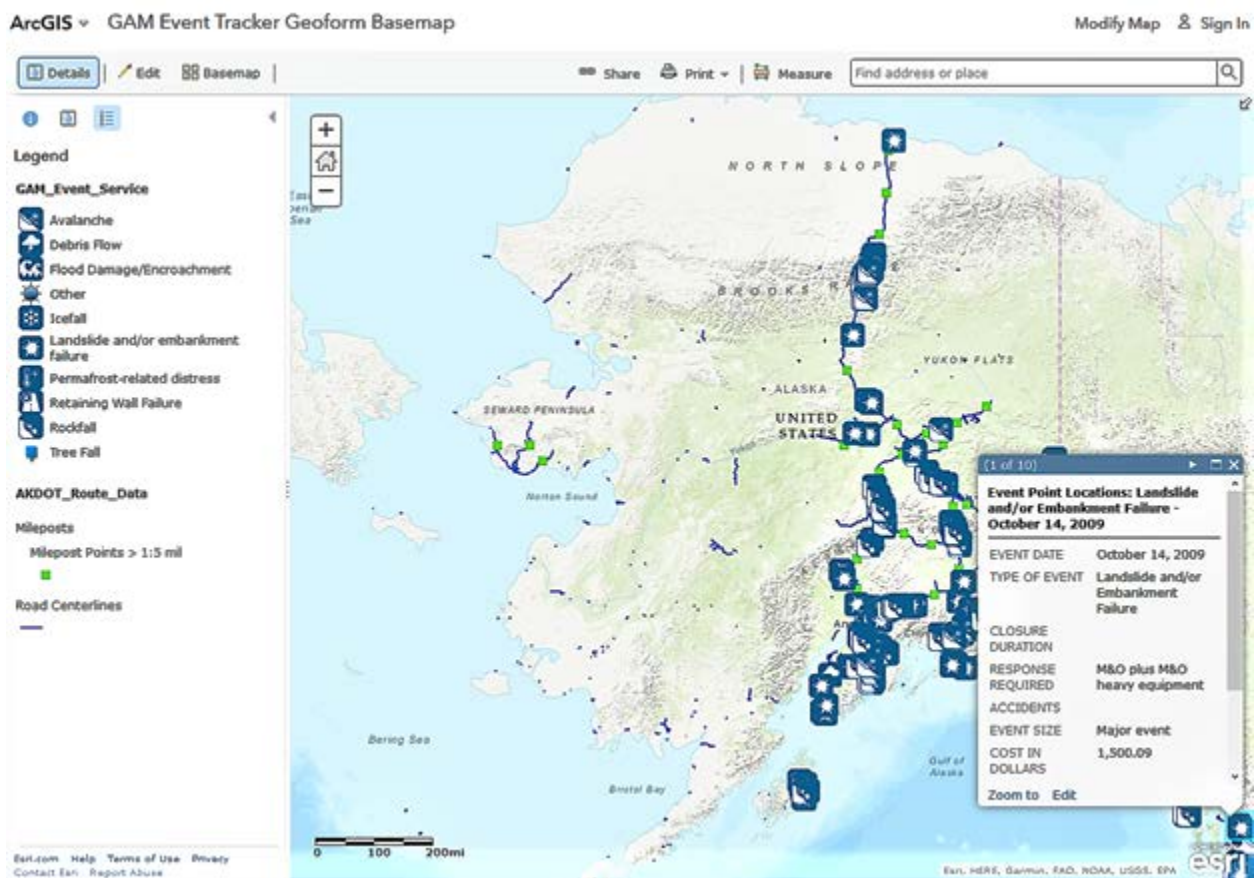 ArcGIS GAM Event Tracker Geoform Basemap
Modify Map Sign In
Details Edit Basemap
Share Print Measure Find address or place
Legend
GAM_Event_Service
Avalanche
Debris Flow
Flood Damage/Encroachment
Other
Icefall
Landslide and/or embankment
failure
Permafrost-related distress
Retaining Wall Failure
Rockfall
Tree Fall
AKDOT_Route_Data
Mileposts
Milepost Points > 1:5 mil
Road Centerlines
Esri.com Help Terms of Use Privacy
Contact Esri Report Abuse
+
−
Sea
NORTH SLOPE
BROOKS
YUKON FLATS
ALASKA
UNITED
STATES
SEWARD PENINSULA
Norton Sound
Bering Sea
Bristol Bay
Gulf of
Alaska
0 100 200mi
(1 of 10)
Event Point Locations: Landslide
and/or Embankment Failure -
October 14, 2009
EVENT DATE October 14, 2009
TYPE OF EVENT Landslide and/or
Embankment
Failure
CLOSURE
DURATION
RESPONSE M&O plus M&O
REQUIRED heavy equipment
ACCIDENTS
EVENT SIZE Major event
COST IN 1,500.09
DOLLARS
Zoom to Edit
Esri, HERE, Garmin, FAO, NOAA, USGS, EPA
esri